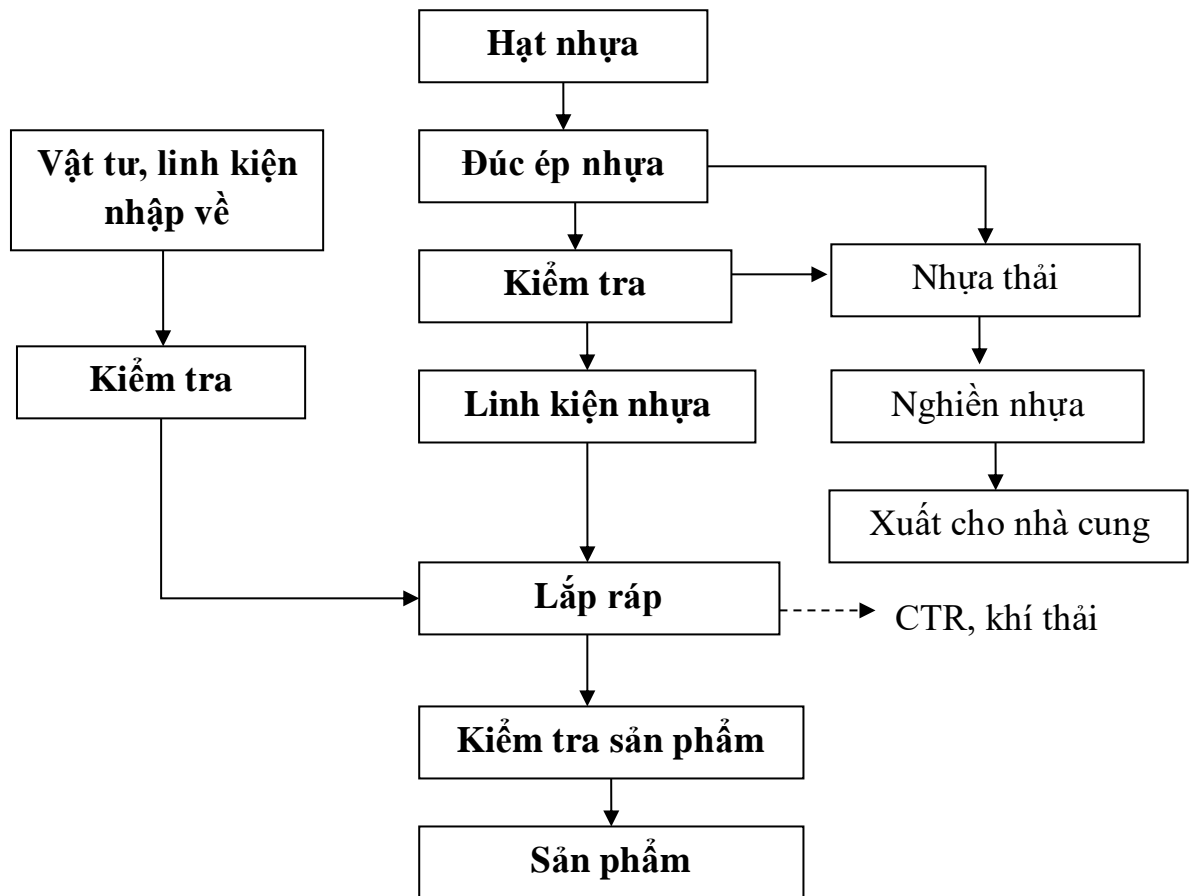 Hạt nhựa
Vật tư, linh kiện
nhập về
Đúc ép nhựa
Kiểm tra
Nhựa thải
Kiểm tra
Linh kiện nhựa
Nghiền nhựa
Xuất cho nhà cung
Lắp ráp
CTR, khí thải
Kiểm tra sản phẩm
Sản phẩm